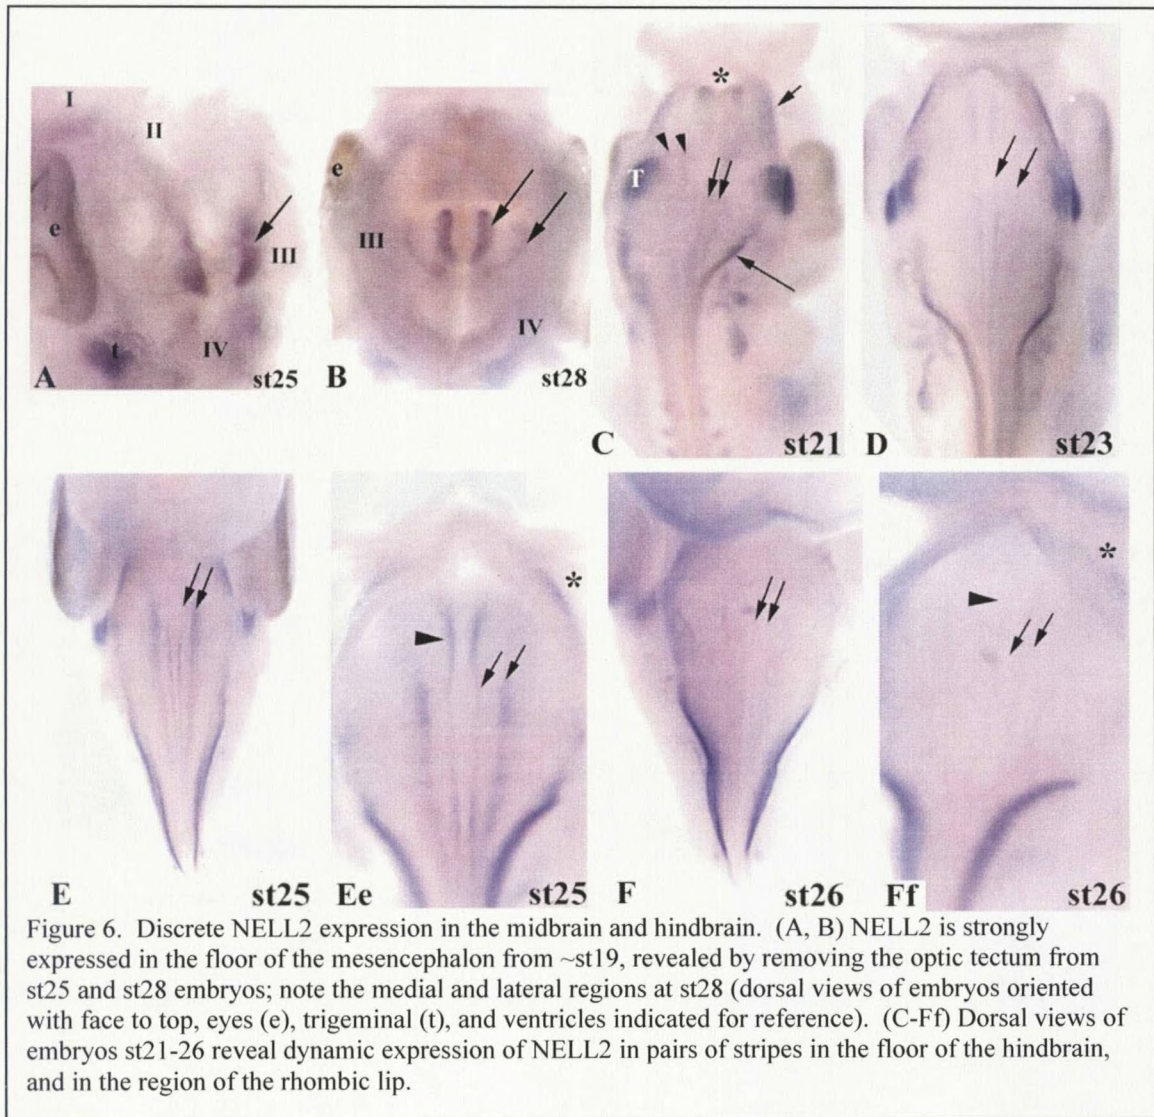 I
II
e
III
t
IV
A
st25
e
III
IV
B
st28
*
T
C
st21
D
st23
E
st25
*
Ee
st25
F
st26
*
Ff
st26
Figure 6.  Discrete NELL2 expression in the midbrain and hindbrain.  (A, B) NELL2 is strongly
expressed in the floor of the mesencephalon from ~st19, revealed by removing the optic tectum from
st25 and st28 embryos; note the medial and lateral regions at st28 (dorsal views of embryos oriented
with face to top, eyes (e), trigeminal (t), and ventricles indicated for reference).  (C-Ff) Dorsal views of
embryos st21-26 reveal dynamic expression of NELL2 in pairs of stripes in the floor of the hindbrain,
and in the region of the rhombic lip.